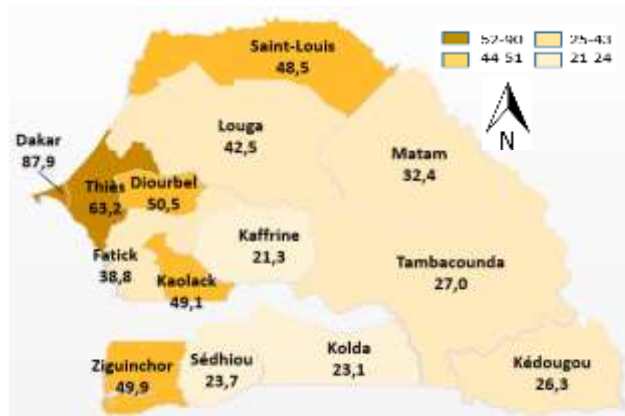 52-90
25-43
44-51
21-24
N
Saint-Louis
48,5
Louga
42,5
Dakar
87,9
Matam
32,4
Thiès
63,2
Diourbel
50,5
Kaffrine
21,3
Fatick
38,8
Kaolack
49,1
Tambacounda
27,0
Ziguinchor
49,9
Sédhiou
23,7
Kolda
23,1
Kédougou
26,3